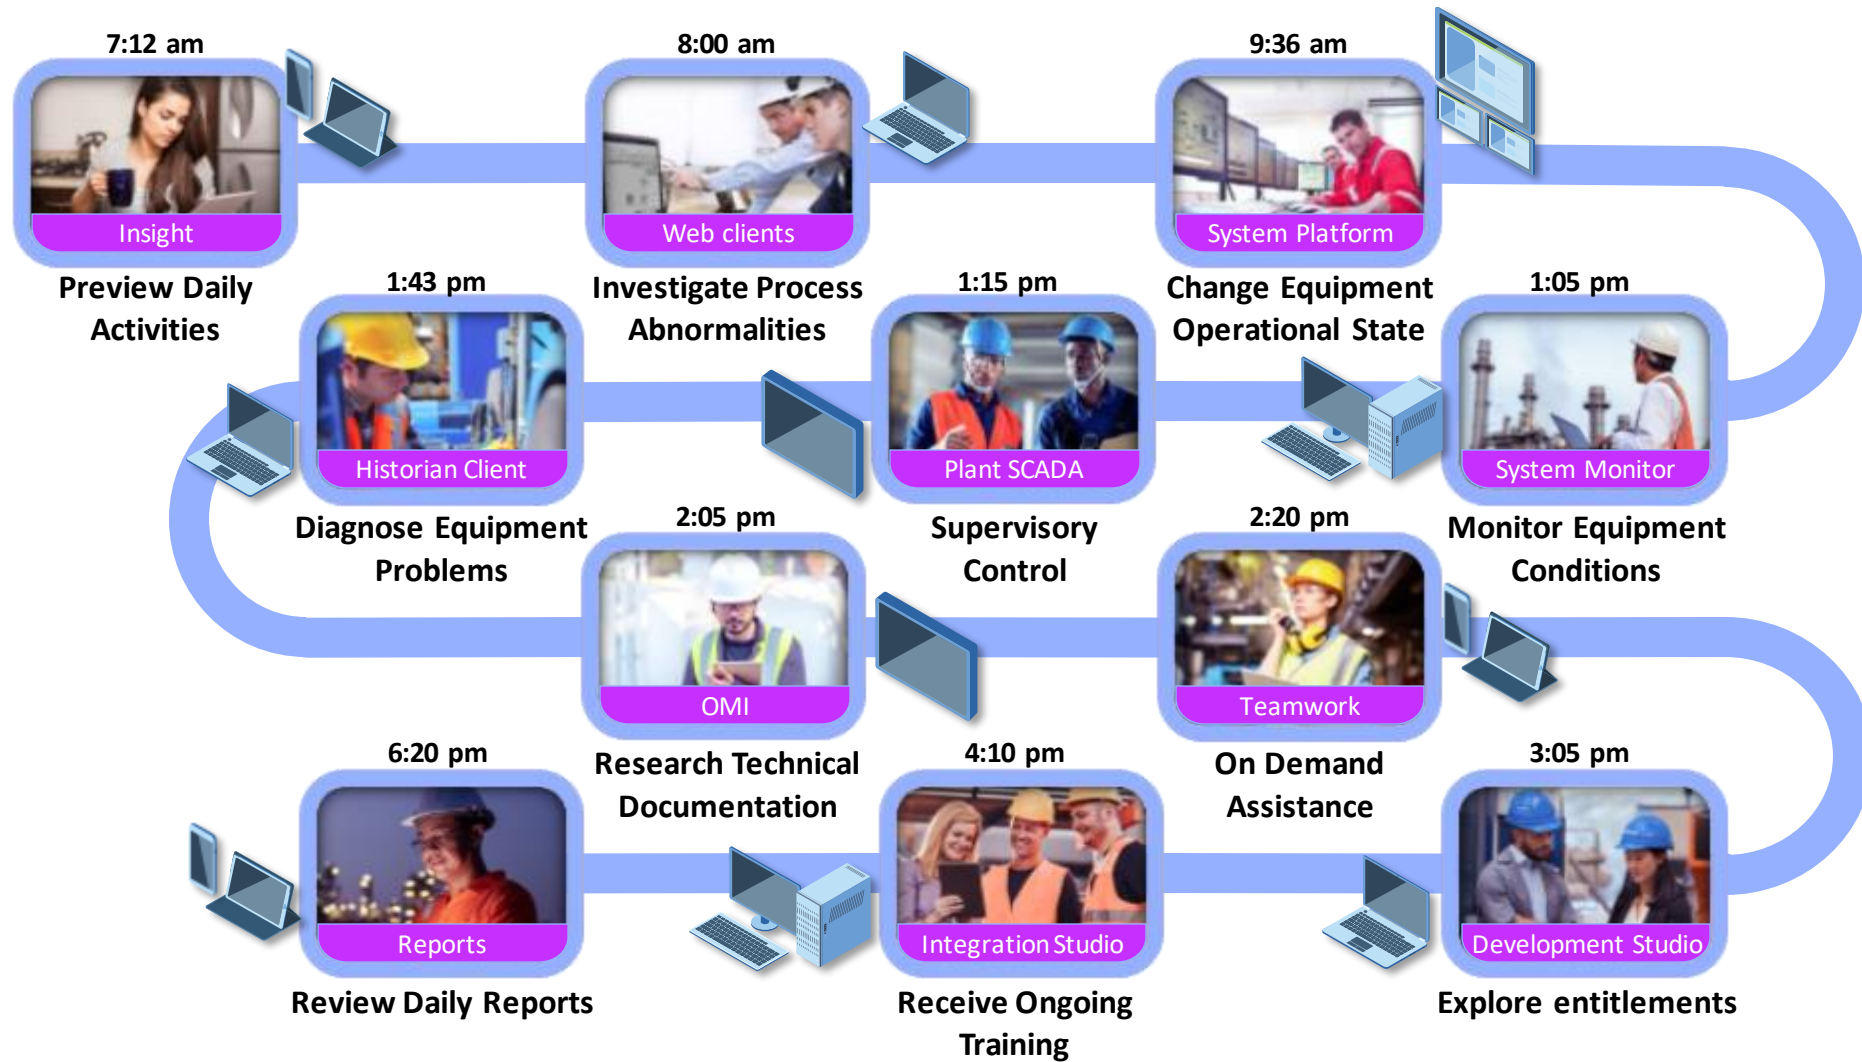 7:12 am
Insight
Preview Daily
Activities
8:00 am
Web clients
Investigate Process
Abnormalities
9:36 am
System Platform
Change Equipment
Operational State
1:05 pm
System Monitor
Monitor Equipment
Conditions
1:15 pm
Plant SCADA
Supervisory
Control
1:43 pm
Historian Client
Diagnose Equipment
Problems
2:05 pm
OMI
Research Technical
Documentation
2:20 pm
Teamwork
On Demand
Assistance
3:05 pm
Development Studio
Explore entitlements
4:10 pm
Integration Studio
Receive Ongoing
Training
6:20 pm
Reports
Review Daily Reports